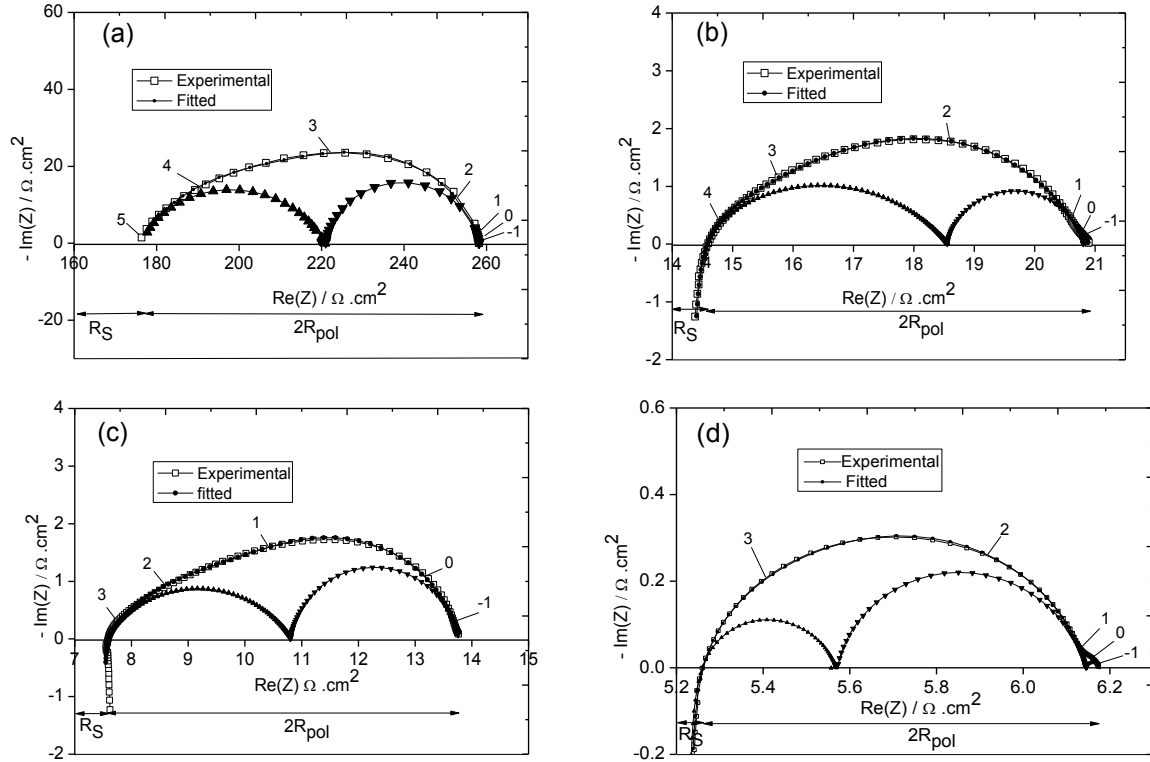 (a)
60
40
20
0
-20
- Im(Z) / Ω .cm2
Experimental
Fitted
5
4
3
2
1
0
-1
160 180 200 220 240 260
Re(Z) / Ω .cm2
RS
2Rpol
(b)
4
3
2
1
0
-1
-2
- Im(Z) / Ω .cm2
Experimental
Fitted
4
3
2
1
0
-1
14 15 16 17 18 19 20 21
Re(Z) / Ω .cm2
RS
2Rpol
(c)
4
3
2
1
0
-1
-2
- Im(Z) / Ω .cm2
Experimental
fitted
3
2
1
0
-1
7 8 9 10 11 12 13 14 15
Re(Z) Ω .cm2
RS
2Rpol
(d)
0.6
0.4
0.2
0.0
-0.2
- Im(Z) / Ω .cm2
Experimental
Fitted
3
2
1
0
-1
5.2 5.4 5.6 5.8 6.0 6.2
Re(Z) / Ω .cm2
RS
2Rpol